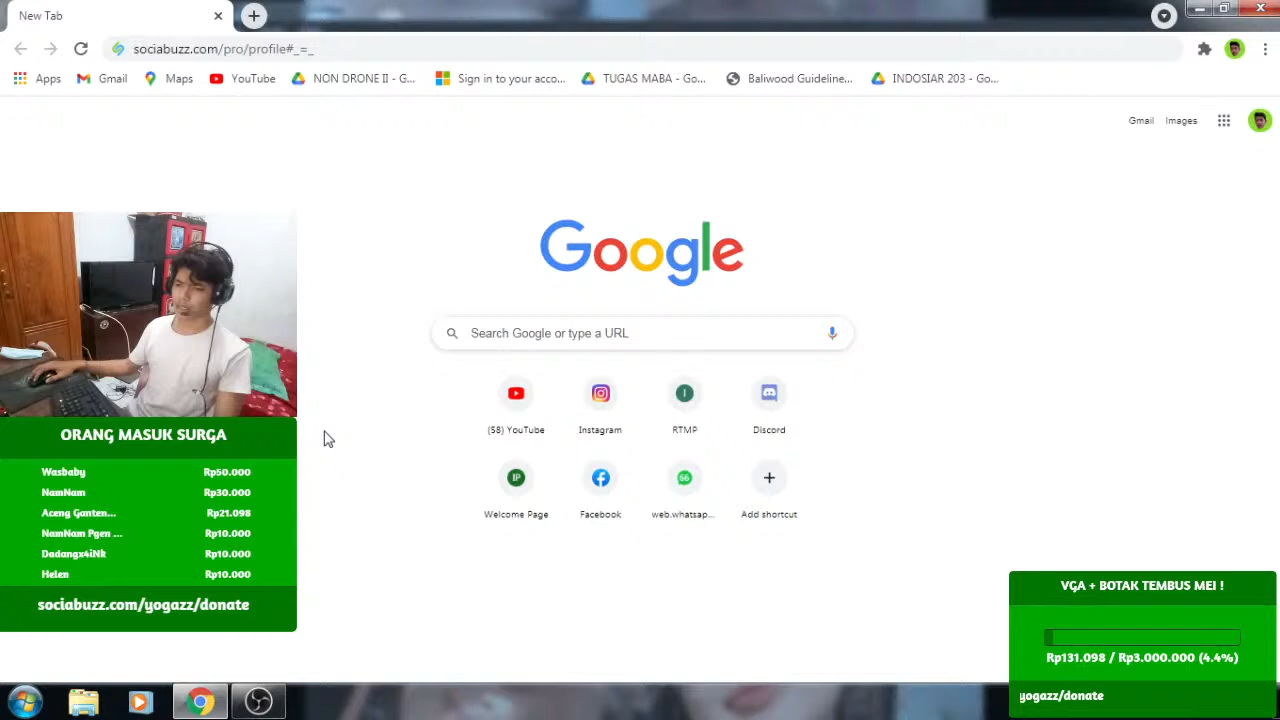 New Tab
sociabuzz.com/pro/profile#_=_
Apps Gmail Maps YouTube NON DRONE II - G... Sign in to your acco... TUGAS MABA - Go... Baliwood Guideline... INDOSIAR 203 - Go...
Gmail Images
Google
Search Google or type a URL
(58) YouTube Instagram RTMP Discord
Welcome Page Facebook web.whatsap... Add shortcut
ORANG MASUK SURGA
Wasbaby Rp50.000
NamNam Rp30.000
Aceng Ganten... Rp21.098
NamNam Pgen ... Rp10.000
Dadangx4iNk Rp10.000
Helen Rp10.000
sociabuzz.com/yogazz/donate
VGA + BOTAK TEMBUS MEI !
Rp131.098 / Rp3.000.000 (4.4%)
yogazz/donate